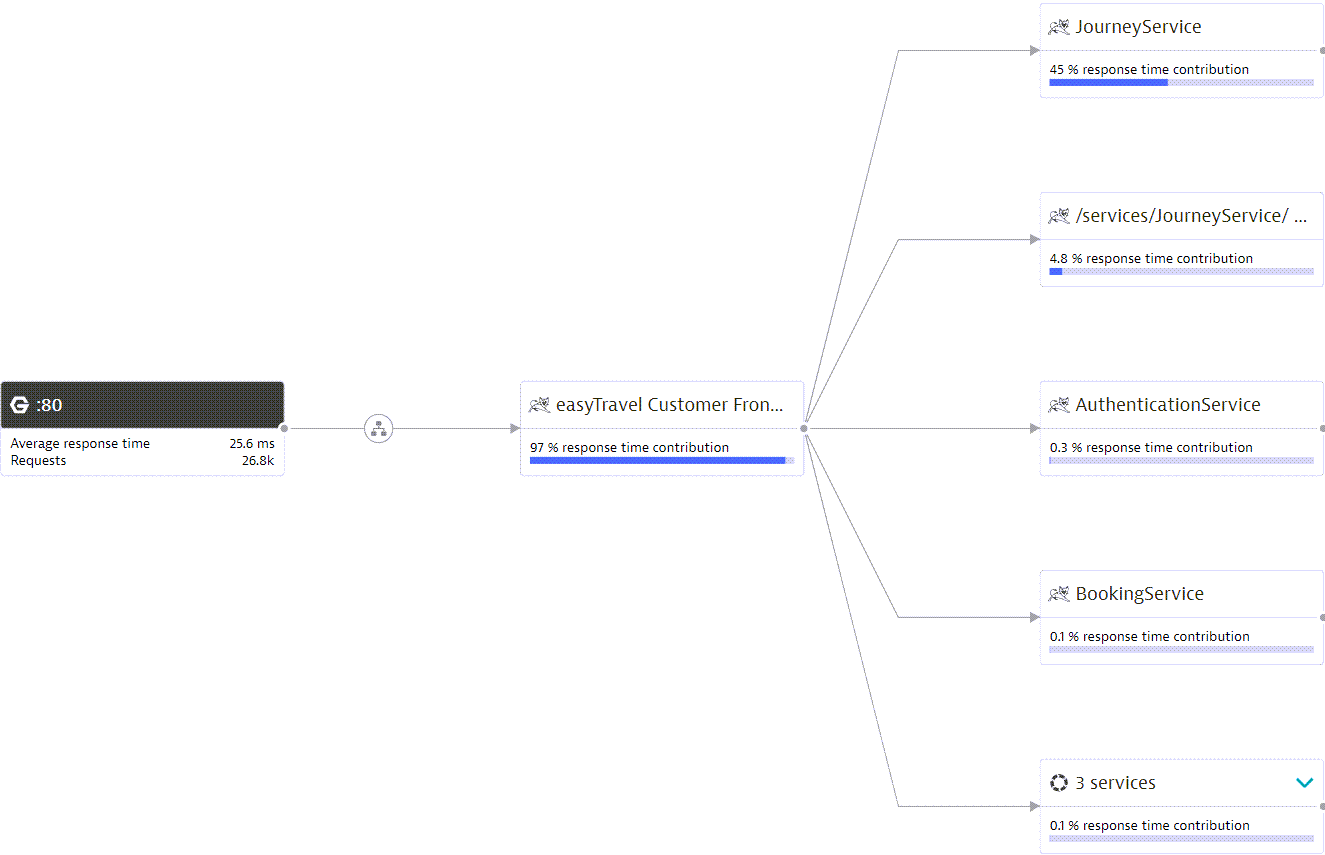 JourneyService
45 % response time contribution
/services/JourneyService/ ...
4.8 % response time contribution
:80
Average response time 25.6 ms
Requests 26.8k
easyTravel Customer Fron...
97 % response time contribution
AuthenticationService
0.3 % response time contribution
BookingService
0.1 % response time contribution
3 services
0.1 % response time contribution